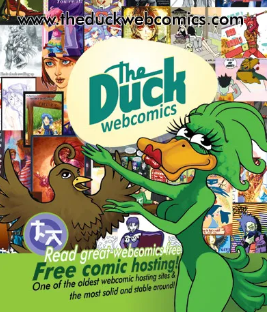 www.theduckwebcomics.com
the
Duck
webcomics
Read great webcomics free
Free comic hosting!
One of the oldest webcomic hosting sites &
the most solid and stable around!